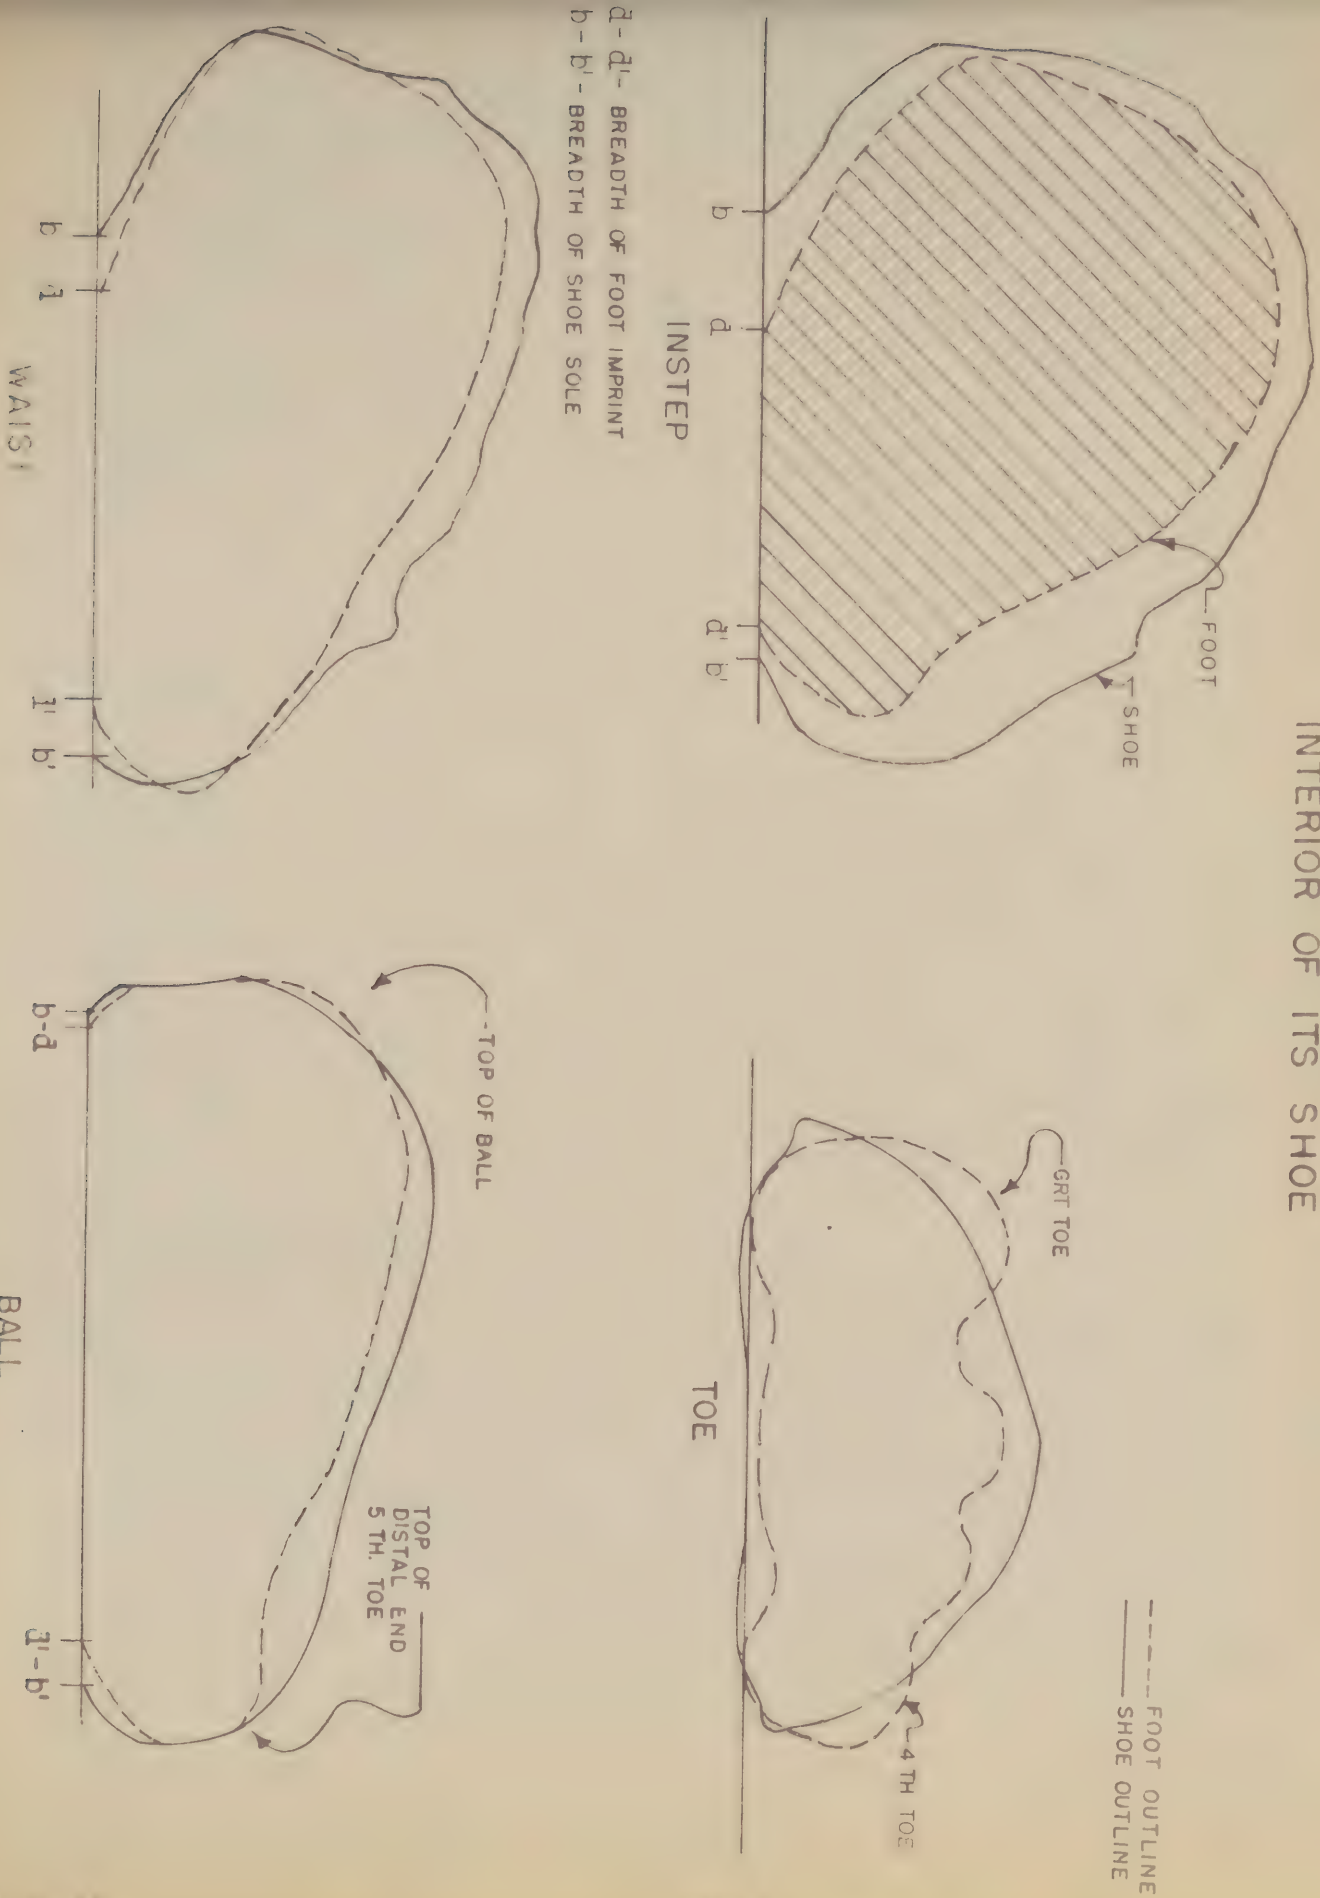 INTERIOR OF ITS SHOE
--- FOOT OUTLINE
— SHOE OUTLINE
FOOT
SHOE
b d d' b'
INSTEP
GRT TOE
4 TH TOE
TOE
d - d' - BREADTH OF FOOT IMPRINT
b - b' - BREADTH OF SHOE SOLE
b d d' b'
WAIST
TOP OF BALL
TOP OF
DISTAL END
5 TH. TOE
b-d d'-b'
BALL